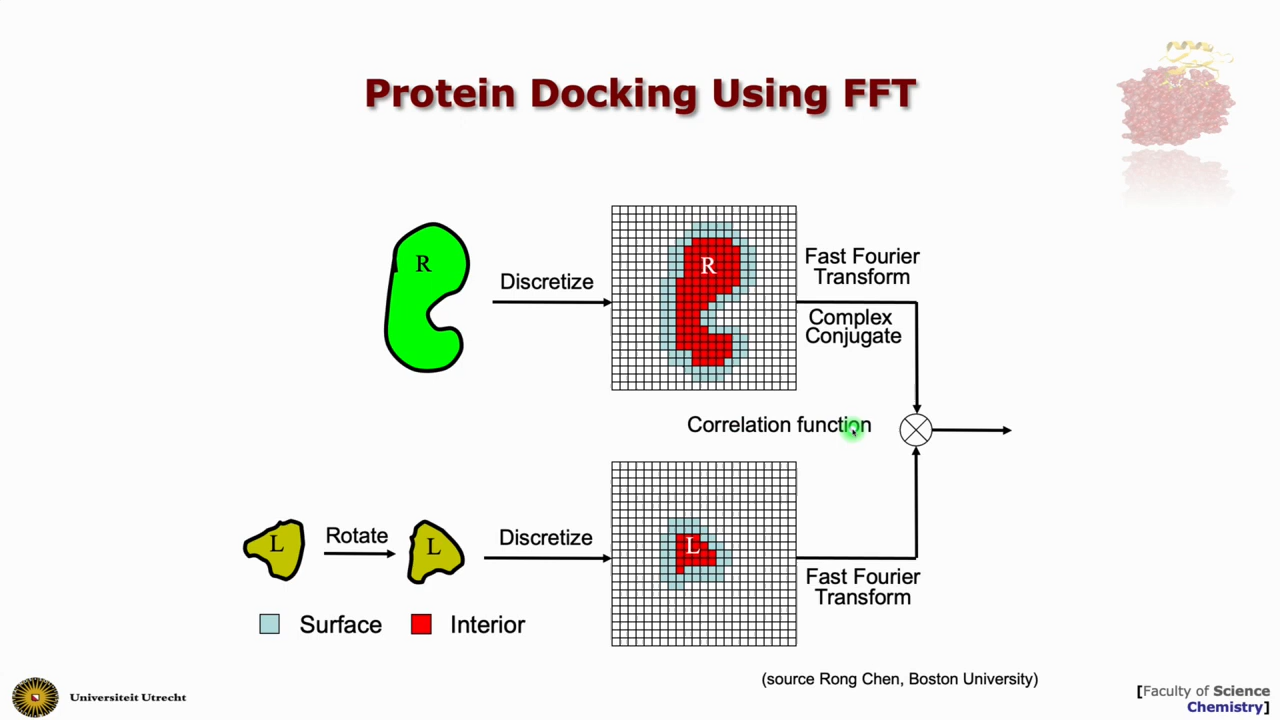 Protein Docking Using FFT
R
Discretize
R
Fast Fourier
Transform
Complex
Conjugate
Correlation function
L
Rotate
L
Discretize
L
Fast Fourier
Transform
Surface
Interior
(source Rong Chen, Boston University)
Universiteit Utrecht
[Faculty of Science
Chemistry]